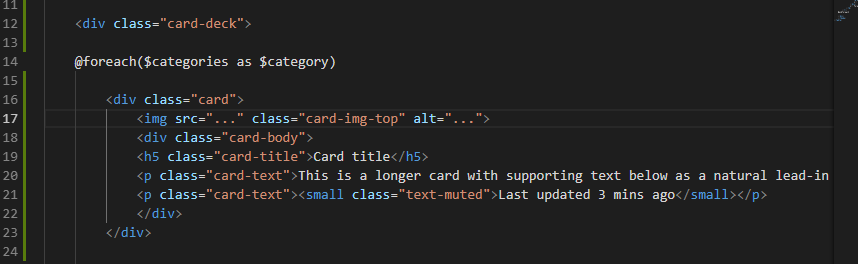 11
12 <div class="card-deck">
13
14 @foreach($categories as $category)
15
16 <div class="card">
17 <img src="..." class="card-img-top" alt="...">
18 <div class="card-body">
19 <h5 class="card-title">Card title</h5>
20 <p class="card-text">This is a longer card with supporting text below as a natural lead-in
21 <p class="card-text"><small class="text-muted">Last updated 3 mins ago</small></p>
22 </div>
23 </div>
24